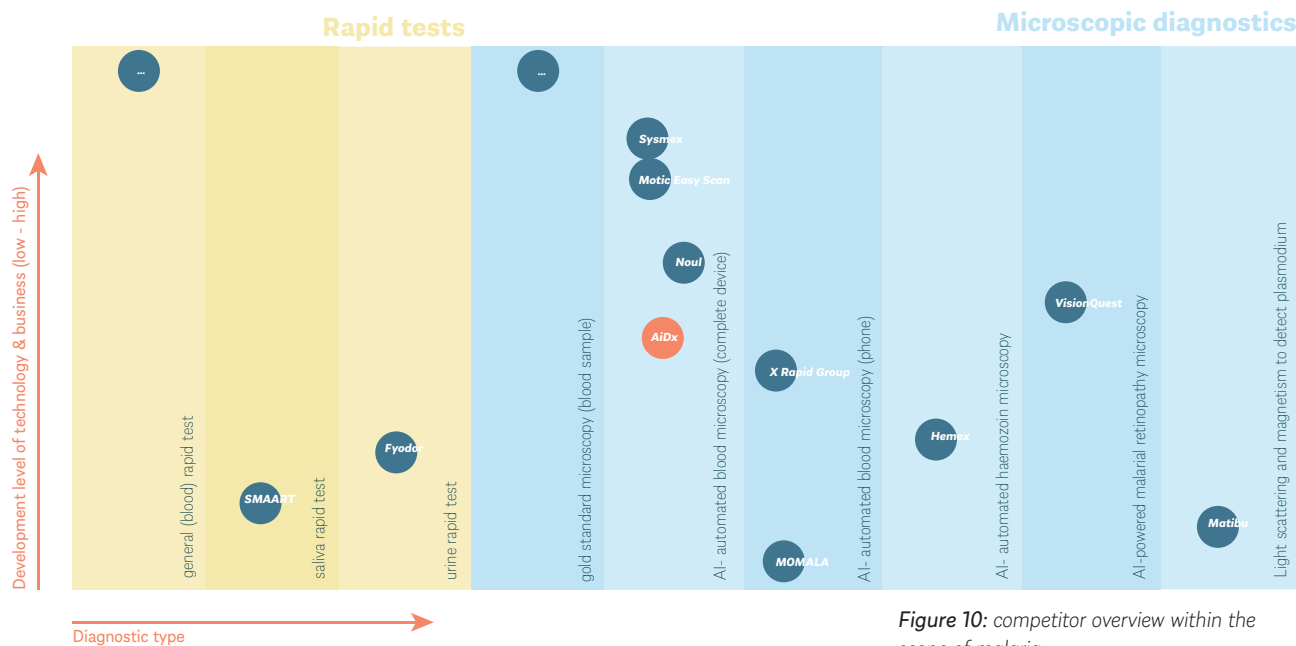 Rapid tests
Microscopic diagnostics
Development level of technology & business (low - high)
...
...
Sysmex
Motic Easy Scan
Noul
AiDx
X Rapid Group
VisionQuest
Fyodor
SMAART
Hemex
MOMALA
Matibu
general (blood) rapid test
saliva rapid test
urine rapid test
gold standard microscopy (blood sample)
AI- automated blood microscopy (complete device)
AI- automated blood microscopy (phone)
AI- automated haemozoin microscopy
AI-powered malarial retinopathy microscopy
Light scattering and magnetism to detect plasmodium
Diagnostic type
Figure 10: competitor overview within the
scope of malaria